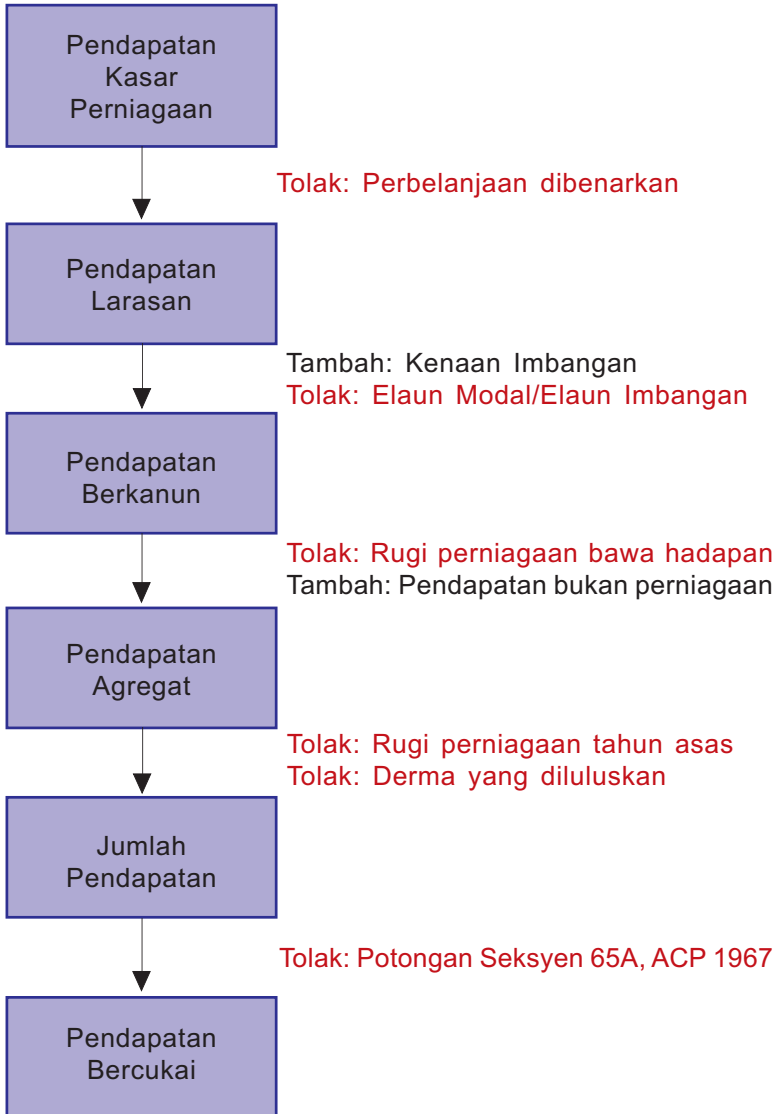 Pendapatan
Kasar
Perniagaan
Tolak: Perbelanjaan dibenarkan
Pendapatan
Larasan
Tambah: Kenaan Imbangan
Tolak: Elaun Modal/Elaun Imbangan
Pendapatan
Berkanun
Tolak: Rugi perniagaan bawa hadapan
Tambah: Pendapatan bukan perniagaan
Pendapatan
Agregat
Tolak: Rugi perniagaan tahun asas
Tolak: Derma yang diluluskan
Jumlah
Pendapatan
Tolak: Potongan Seksyen 65A, ACP 1967
Pendapatan
Bercukai